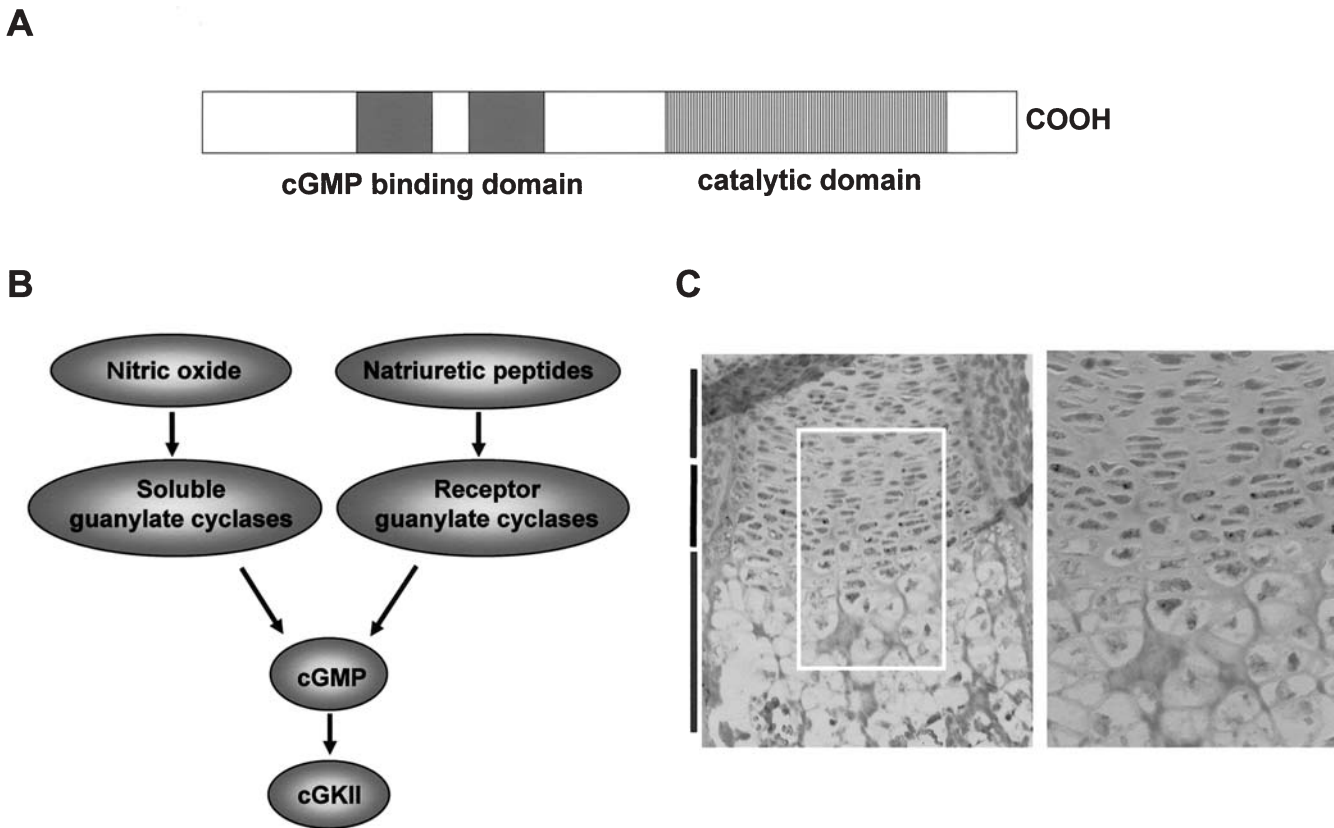 A
COOH
cGMP binding domain
catalytic domain
B
C
Nitric oxide
Natriuretic peptides
Soluble
guanylate cyclases
Receptor
guanylate cyclases
cGMP
cGKII